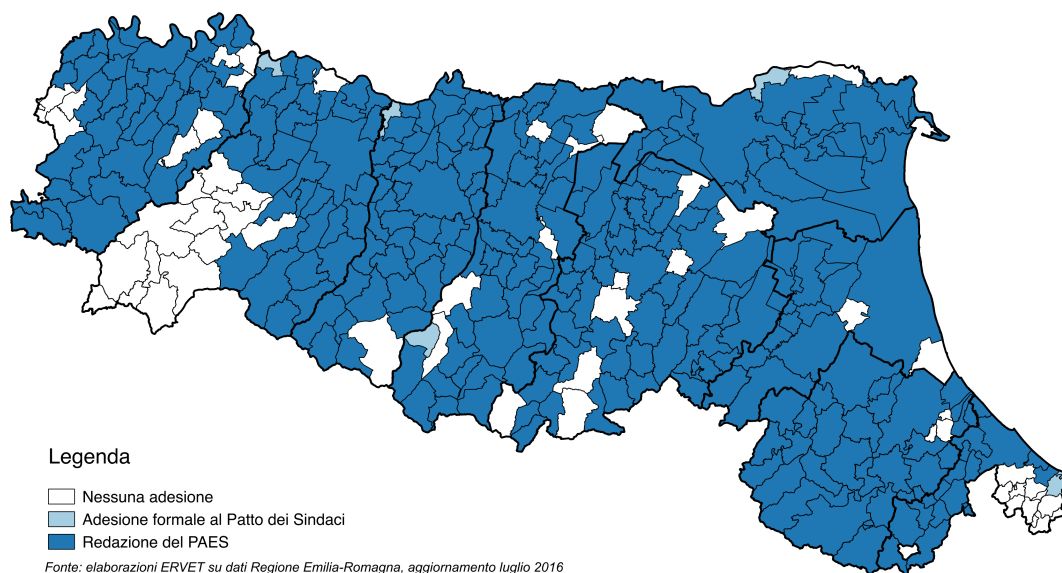 Legenda
Nessuna adesione
Adesione formale al Patto dei Sindaci
Redazione del PAES
Fonte: elaborazioni ERVET su dati Regione Emilia-Romagna, aggiornamento luglio 2016